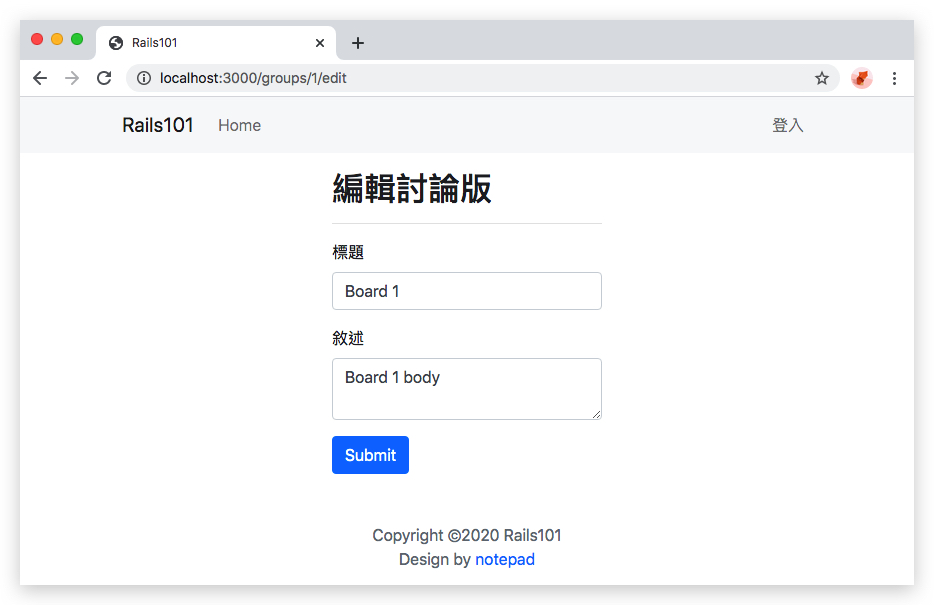 Rails101
localhost:3000/groups/1/edit
Rails101 Home 登入
編輯討論版
標題
Board 1
敘述
Board 1 body
Submit
Copyright ©2020 Rails101
Design by notepad